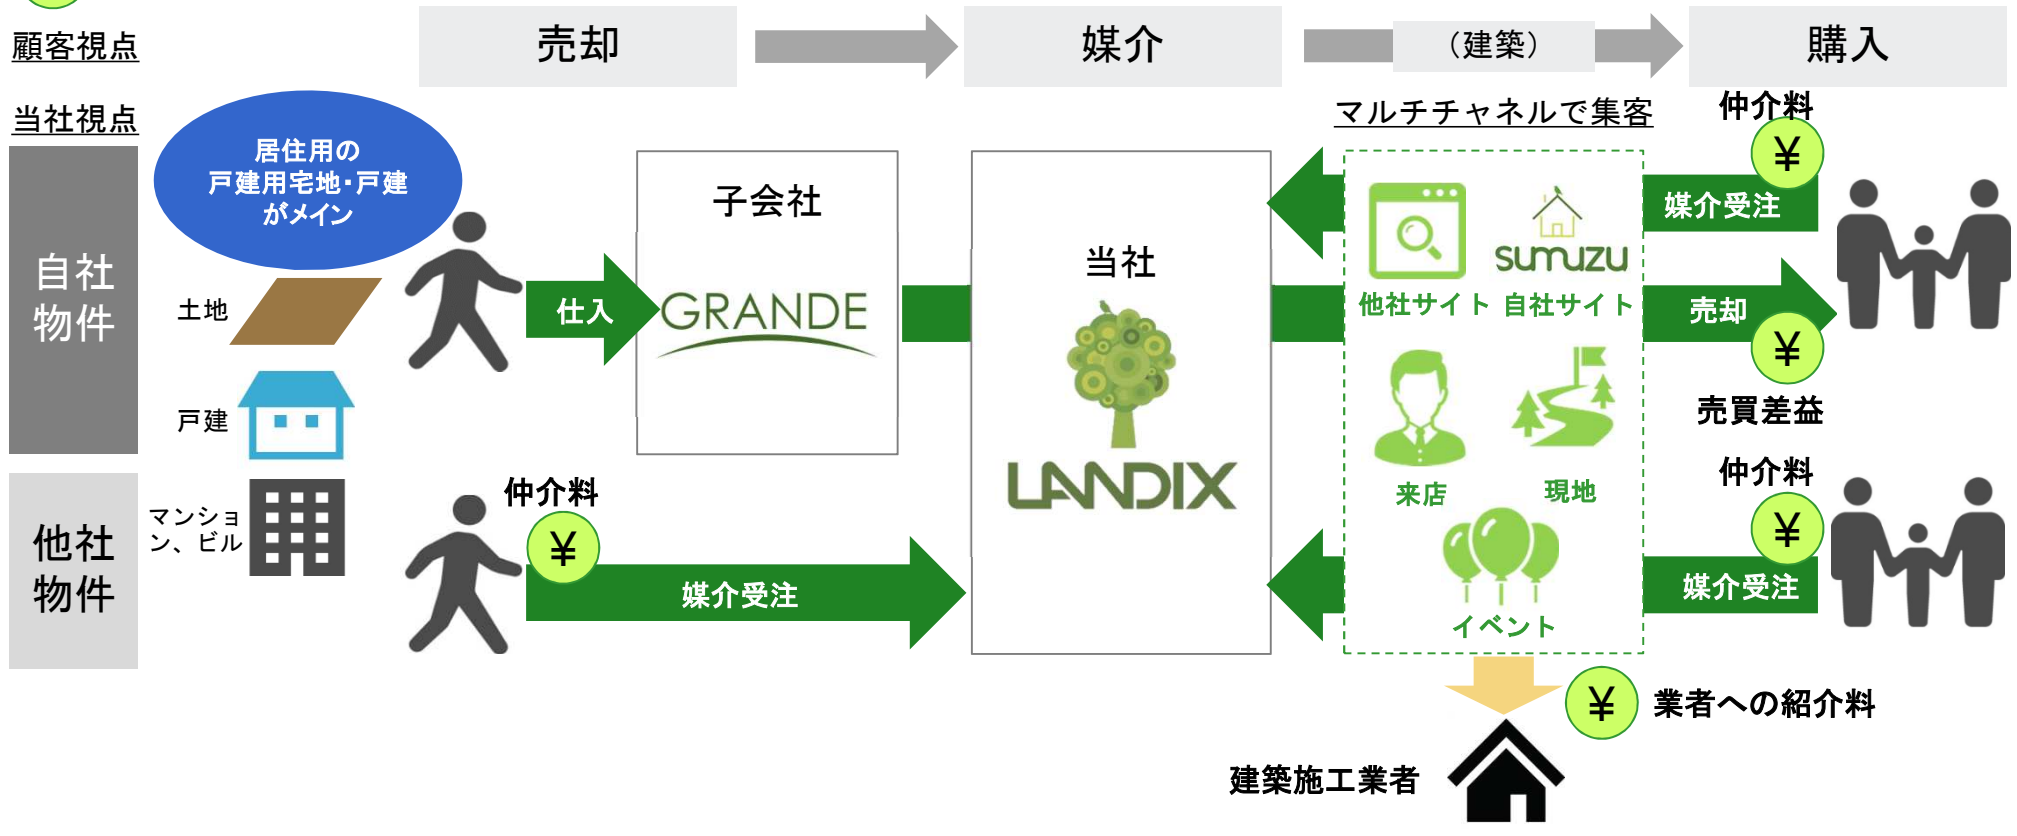 顧客視点
売却
媒介
（建築）
購入
当社視点
マルチチャネルで集客
仲介料
¥
居住用の
戸建用宅地・戸建
がメイン
自社
物件
土地
戸建
仕入
子会社
GRANDE
当社
LANDIX
sumuzu
他社サイト
自社サイト
来店
現地
イベント
媒介受注
売却
¥
売買差益
他社
物件
マンショ
ン、ビル
仲介料
¥
媒介受注
仲介料
¥
媒介受注
¥
業者への紹介料
建築施工業者